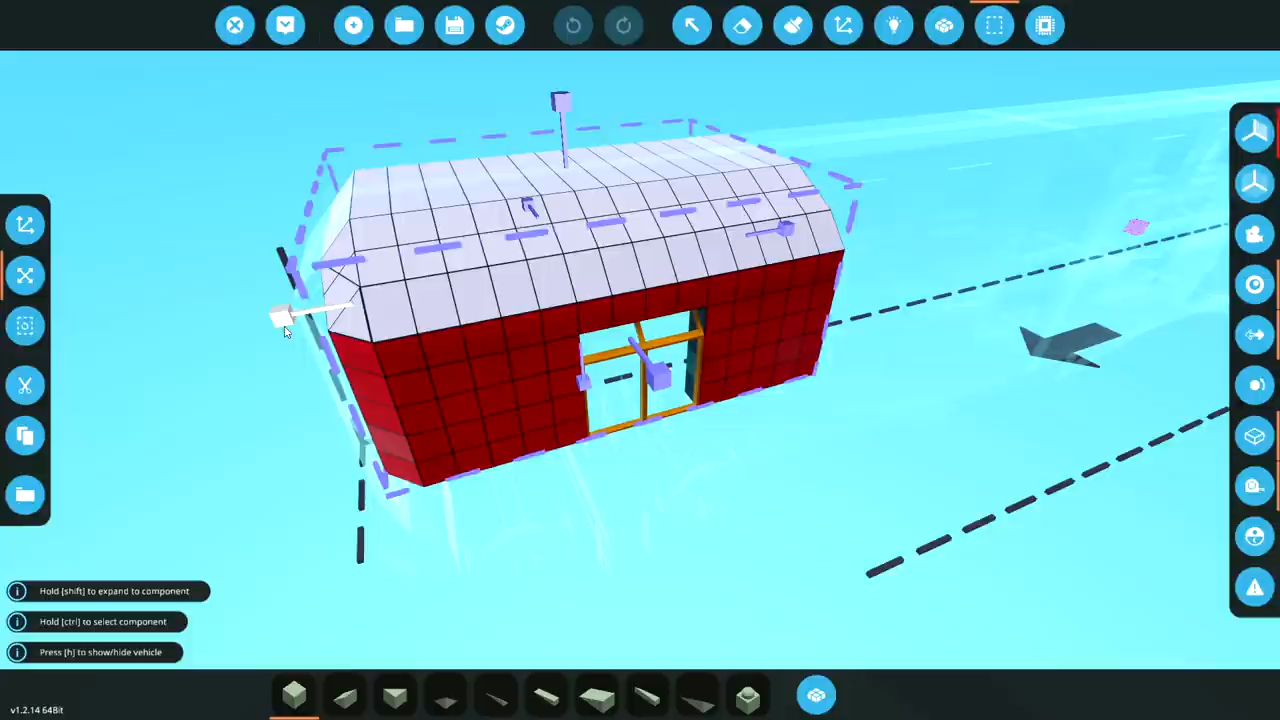 Hold [shift] to expand to component
Hold [ctrl] to select component
Press [h] to show/hide vehicle
v1.2.14 64Bit